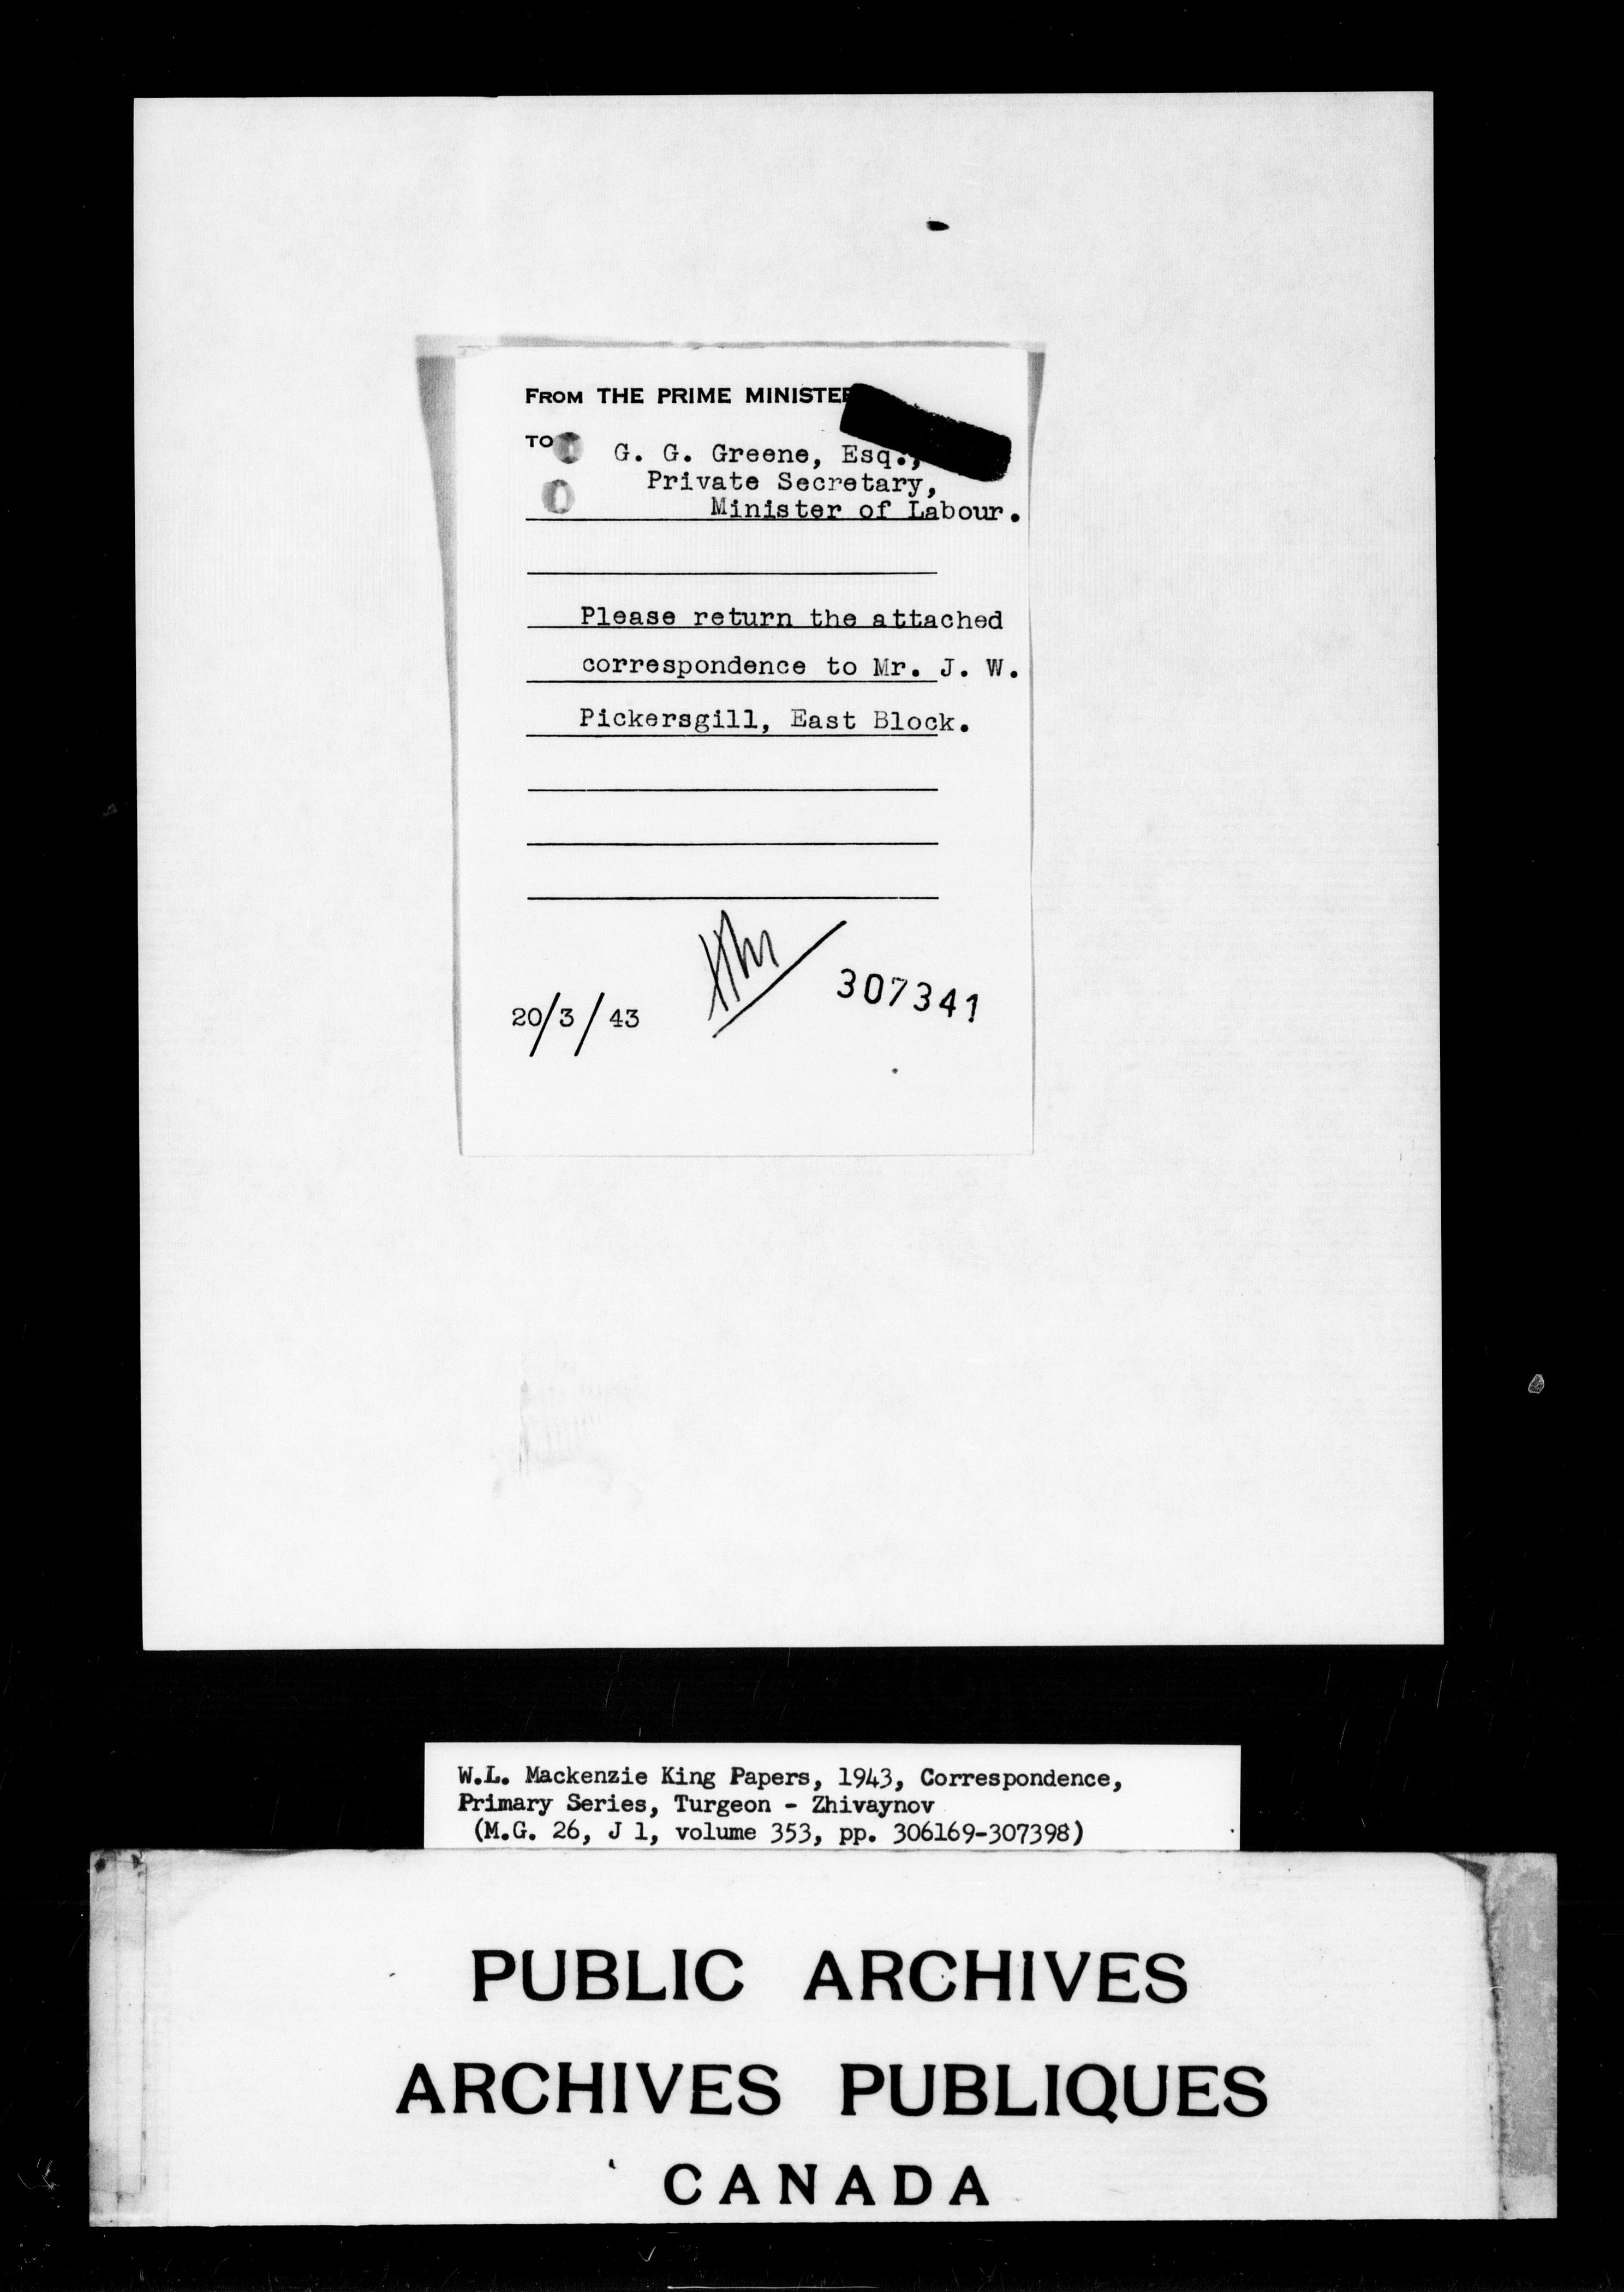 FROM THE PRIME MINISTER
TO
G. G. Greene, Esq.,
Private Secretary,
Minister of Labour.
Please return the attached
correspondence to Mr. J. W.
Pickersgill, East Block.
20/3/43
307341
W.L. Mackenzie King Papers, 1943, Correspondence,
Primary Series, Turgeon - Zhivaynov
(M.G. 26, J 1, volume 353, pp. 306169-307398)
PUBLIC ARCHIVES
ARCHIVES PUBLIQUES
CANADA